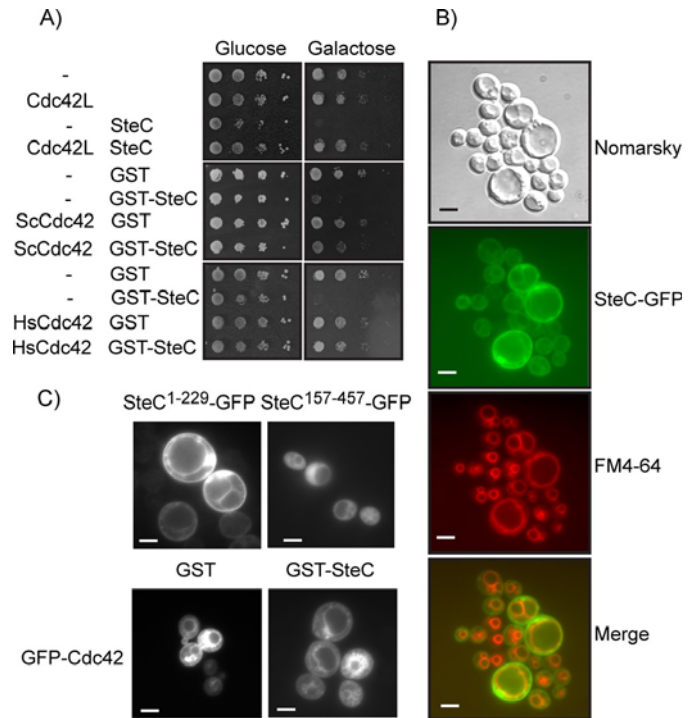 A)
Glucose Galactose
-
Cdc42L
- SteC
Cdc42L SteC
- GST
- GST-SteC
ScCdc42 GST
ScCdc42 GST-SteC
- GST
- GST-SteC
HsCdc42 GST
HsCdc42 GST-SteC
B)
Nomarsky
SteC-GFP
FM4-64
Merge
C)
SteC1-229-GFP SteC157-457-GFP
GST GST-SteC
GFP-Cdc42